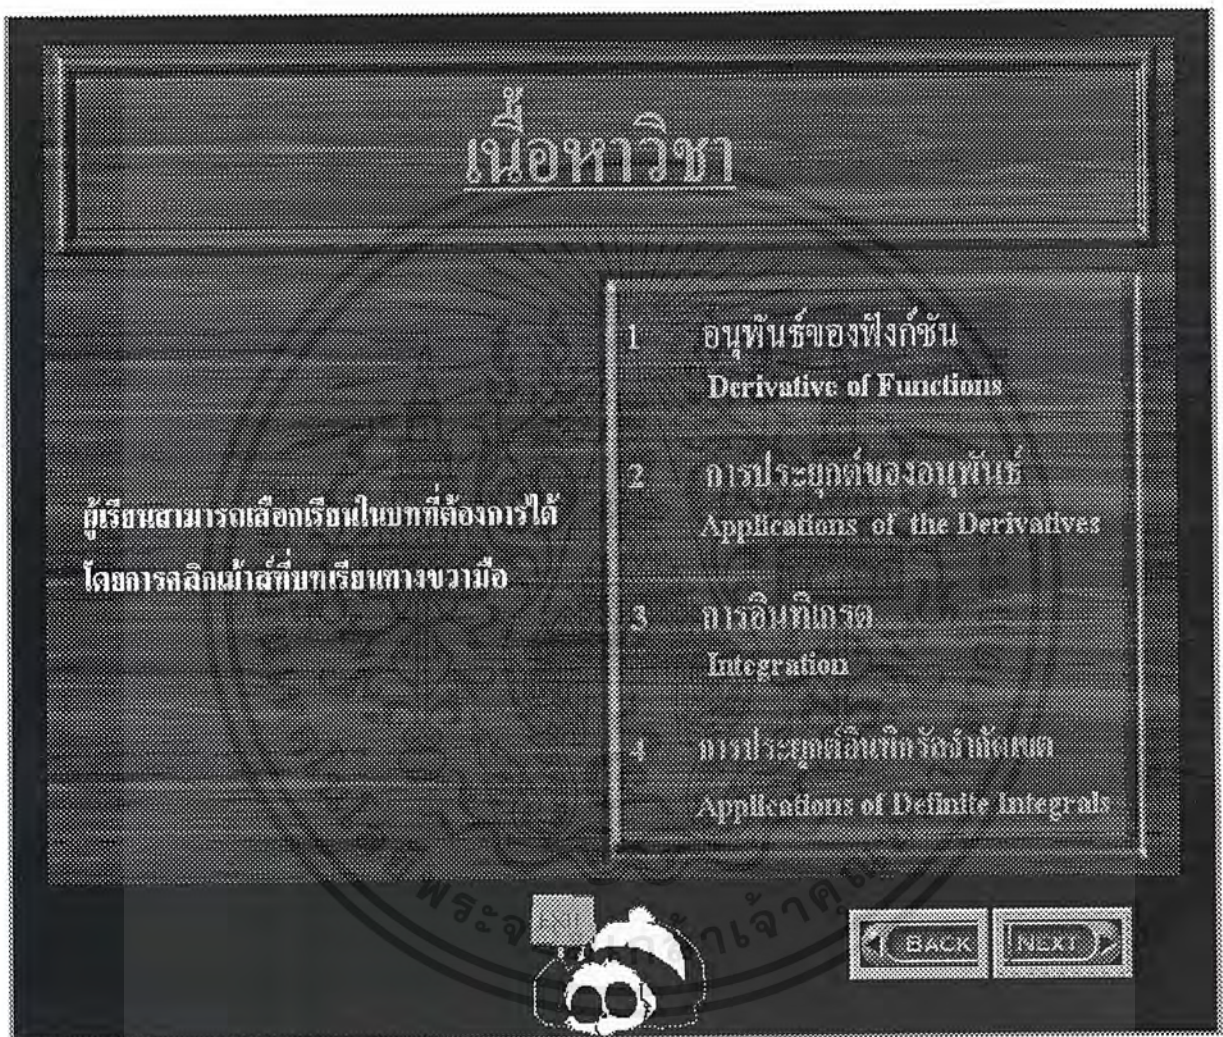 เนื้อหาวิชา
ผู้เรียนสามารถเลือกเรียนในบทที่ต้องการได้
โดยการคลิกเม้าส์ที่บทเรียนทางขวามือ
1 อนุพันธ์ของฟังก์ชัน
Derivative of Functions
2 การประยุกต์ของอนุพันธ์
Applications of the Derivatives
3 การอินทิเกรต
Integration
4 การประยุกต์อินทิกรัลจำกัดเขต
Applications of Definite Integrals
BACK NEXT